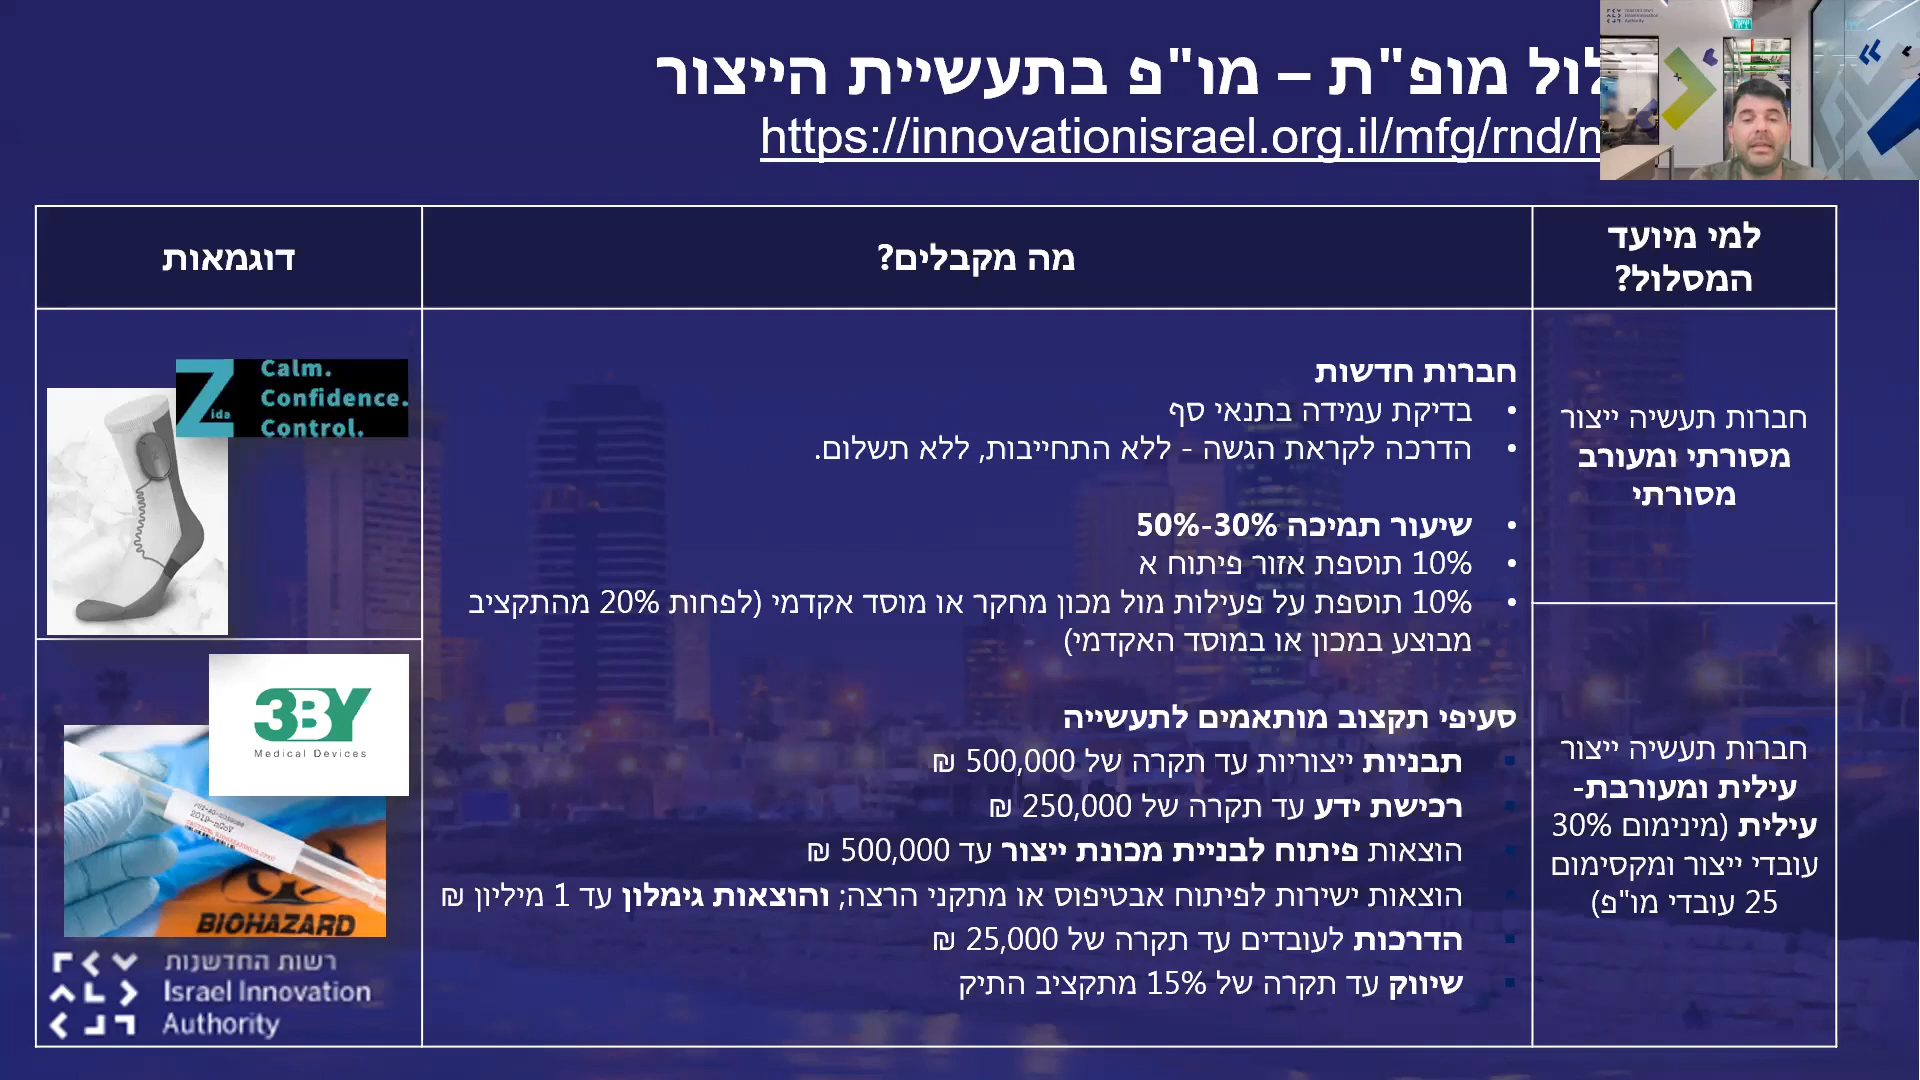 לול מופ"ת – מו"פ בתעשיית הייצור
https://innovationisrael.org.il/mfg/rnd/
למי מיועד
המסלול?
מה מקבלים?
דוגמאות
חברות תעשיה ייצור
מסורתי ומעורב
מסורתי
חברות תעשיה ייצור
עילית ומעורבת-
עילית (מינימום 30%
עובדי ייצור ומקסימום
25 עובדי מו"פ)
חברות חדשות
• בדיקת עמידה בתנאי סף
• הדרכה לקראת הגשה - ללא התחייבות, ללא תשלום.
• שיעור תמיכה 30%-50%
• 10% תוספת אזור פיתוח א
• 10% תוספת על פעילות מול מכון מחקר או מוסד אקדמי (לפחות 20% מהתקציב
מבוצע במכון או במוסד האקדמי)
סעיפי תקצוב מותאמים לתעשייה
תבניות ייצוריות עד תקרה של 500,000 ₪
רכישת ידע עד תקרה של 250,000 ₪
הוצאות פיתוח לבניית מכונת ייצור עד 500,000 ₪
הוצאות ישירות לפיתוח אבטיפוס או מתקני הרצה; והוצאות גימלון עד 1 מיליון ₪
הדרכות לעובדים עד תקרה של 25,000 ₪
שיווק עד תקרה של 15% מתקציב התיק
Zida
Calm.
Confidence.
Control.
3BY
Medical Devices
2019-nCoV
BIOHAZARD
רשות החדשנות
Israel Innovation
Authority